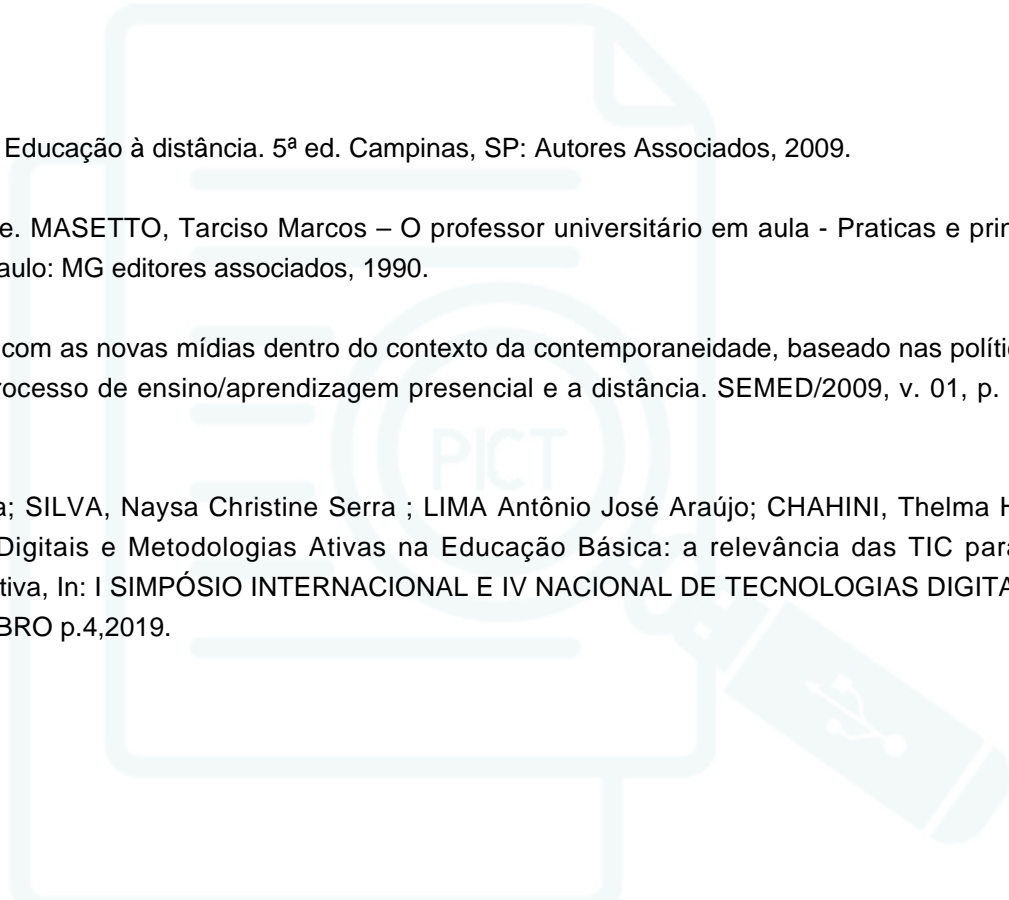 Educação à distância. 5ª ed. Campinas, SP: Autores Associados, 2009.
e. MASETTO, Tarciso Marcos – O professor universitário em aula - Praticas e prin
aulo: MG editores associados, 1990.
com as novas mídias dentro do contexto da contemporaneidade, baseado nas políti
rocesso de ensino/aprendizagem presencial e a distância. SEMED/2009, v. 01, p.
a; SILVA, Naysa Christine Serra ; LIMA Antônio José Araújo; CHAHINI, Thelma H
Digitais e Metodologias Ativas na Educação Básica: a relevância das TIC para
tiva, In: I SIMPÓSIO INTERNACIONAL E IV NACIONAL DE TECNOLOGIAS DIGITA
BRO p.4,2019.
PICT